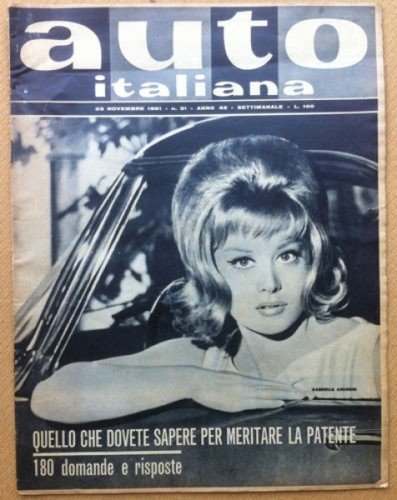 auto
italiana
23 NOVEMBRE 1961 - n. 21 - ANNO 42 - SETTIMANALE - L. 100
GABRIELLA ANDREINI
QUELLO CHE DOVETE SAPERE PER MERITARE LA PATENTE
180 domande e risposte